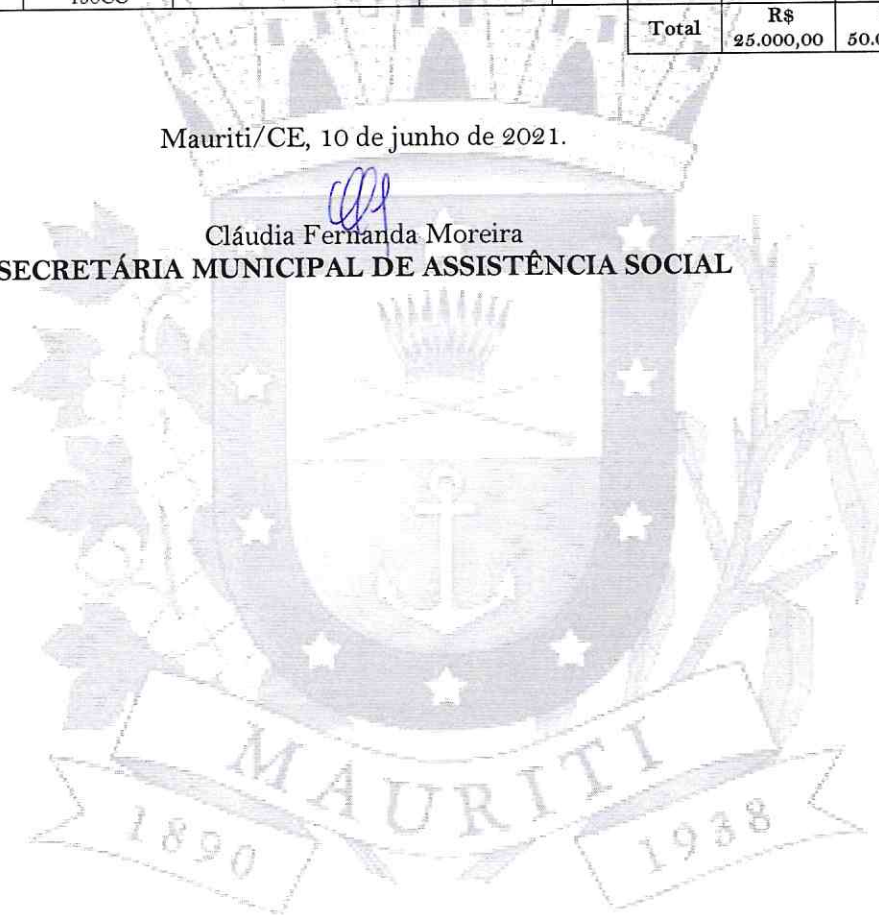 Total R$
25.000,00
Mauriti/CE, 10 de junho de 2021.
Cláudia Fernanda Moreira
SECRETÁRIA MUNICIPAL DE ASSISTÊNCIA SOCIAL
MAURITI
1890 1938